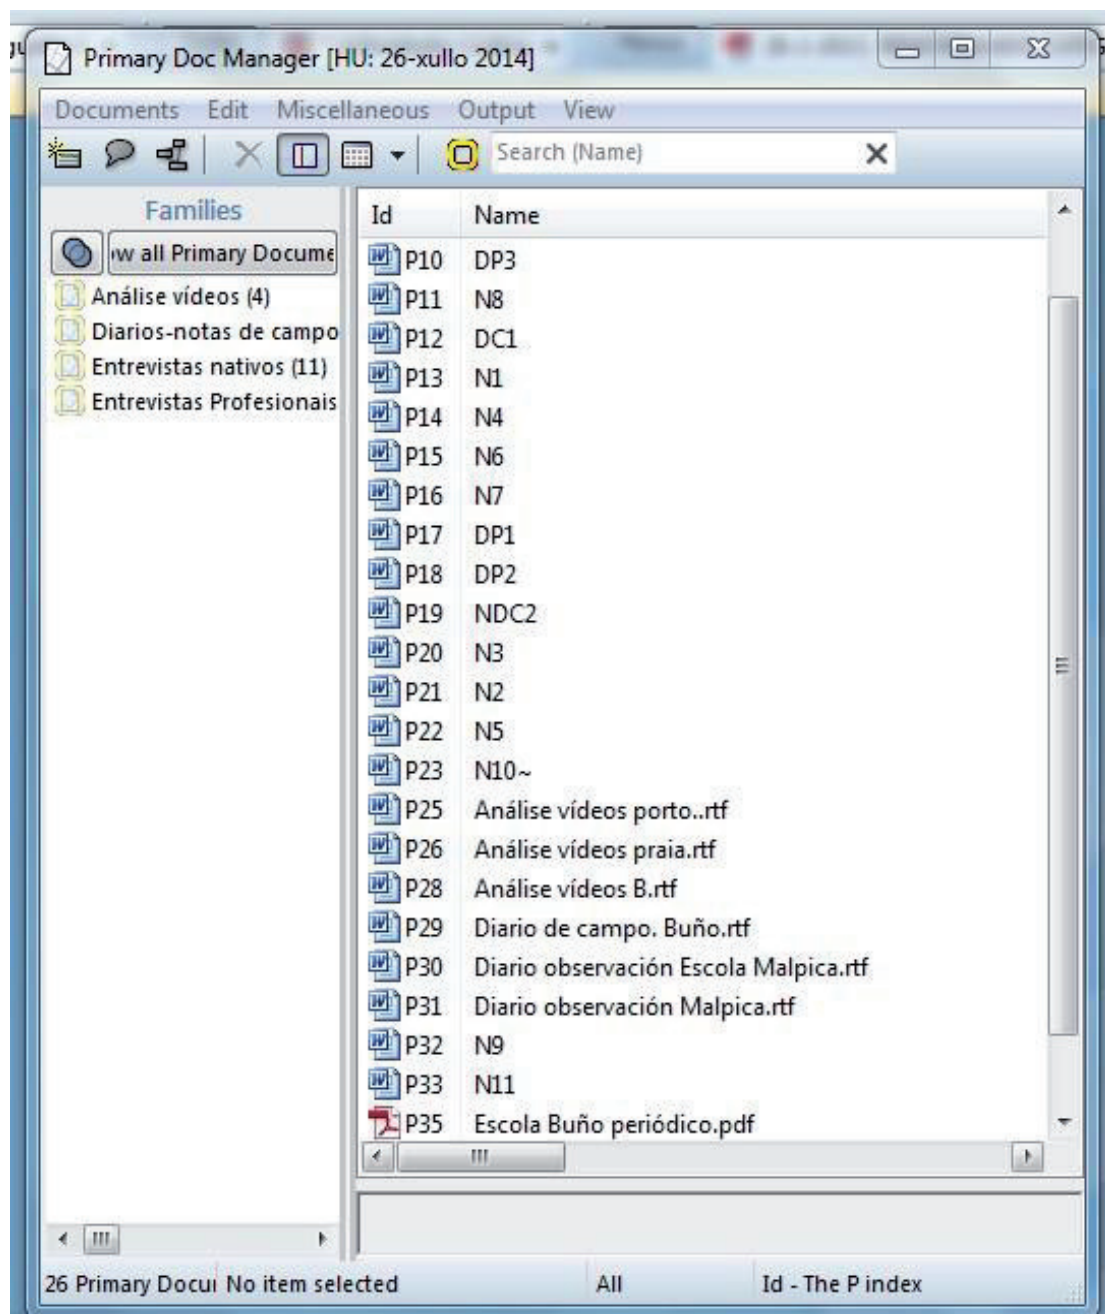 Primary Doc Manager [HU: 26-xullo 2014]
Documents Edit Miscellaneous Output View
Search (Name)
Families
ow all Primary Docume
Análise vídeos (4)
Diarios-notas de campo
Entrevistas nativos (11)
Entrevistas Profesionais
Id Name
P10 DP3
P11 N8
P12 DC1
P13 N1
P14 N4
P15 N6
P16 N7
P17 DP1
P18 DP2
P19 NDC2
P20 N3
P21 N2
P22 N5
P23 N10~
P25 Análise vídeos porto..rtf
P26 Análise vídeos praia.rtf
P28 Análise vídeos B.rtf
P29 Diario de campo. Buño.rtf
P30 Diario observación Escola Malpica.rtf
P31 Diario observación Malpica.rtf
P32 N9
P33 N11
P35 Escola Buño periódico.pdf
26 Primary Docui No item selected All Id - The P index